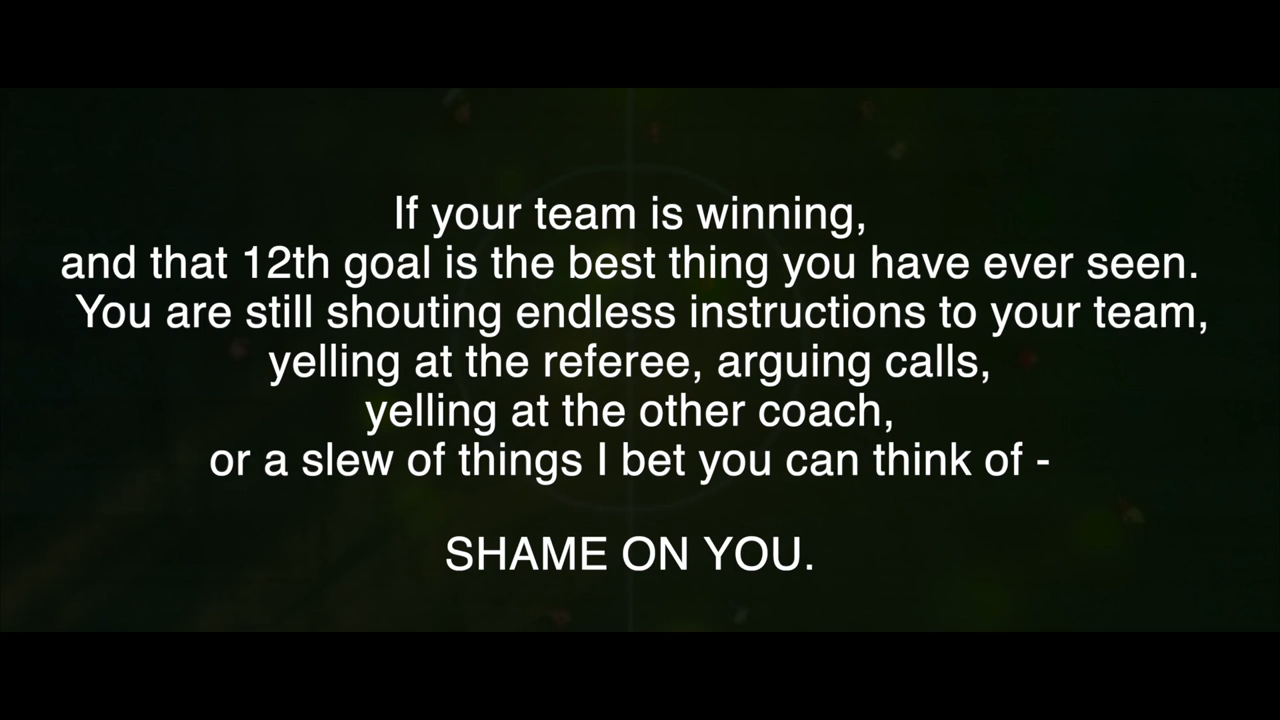 If your team is winning,
and that 12th goal is the best thing you have ever seen.
You are still shouting endless instructions to your team,
yelling at the referee, arguing calls,
yelling at the other coach,
or a slew of things I bet you can think of -
SHAME ON YOU.